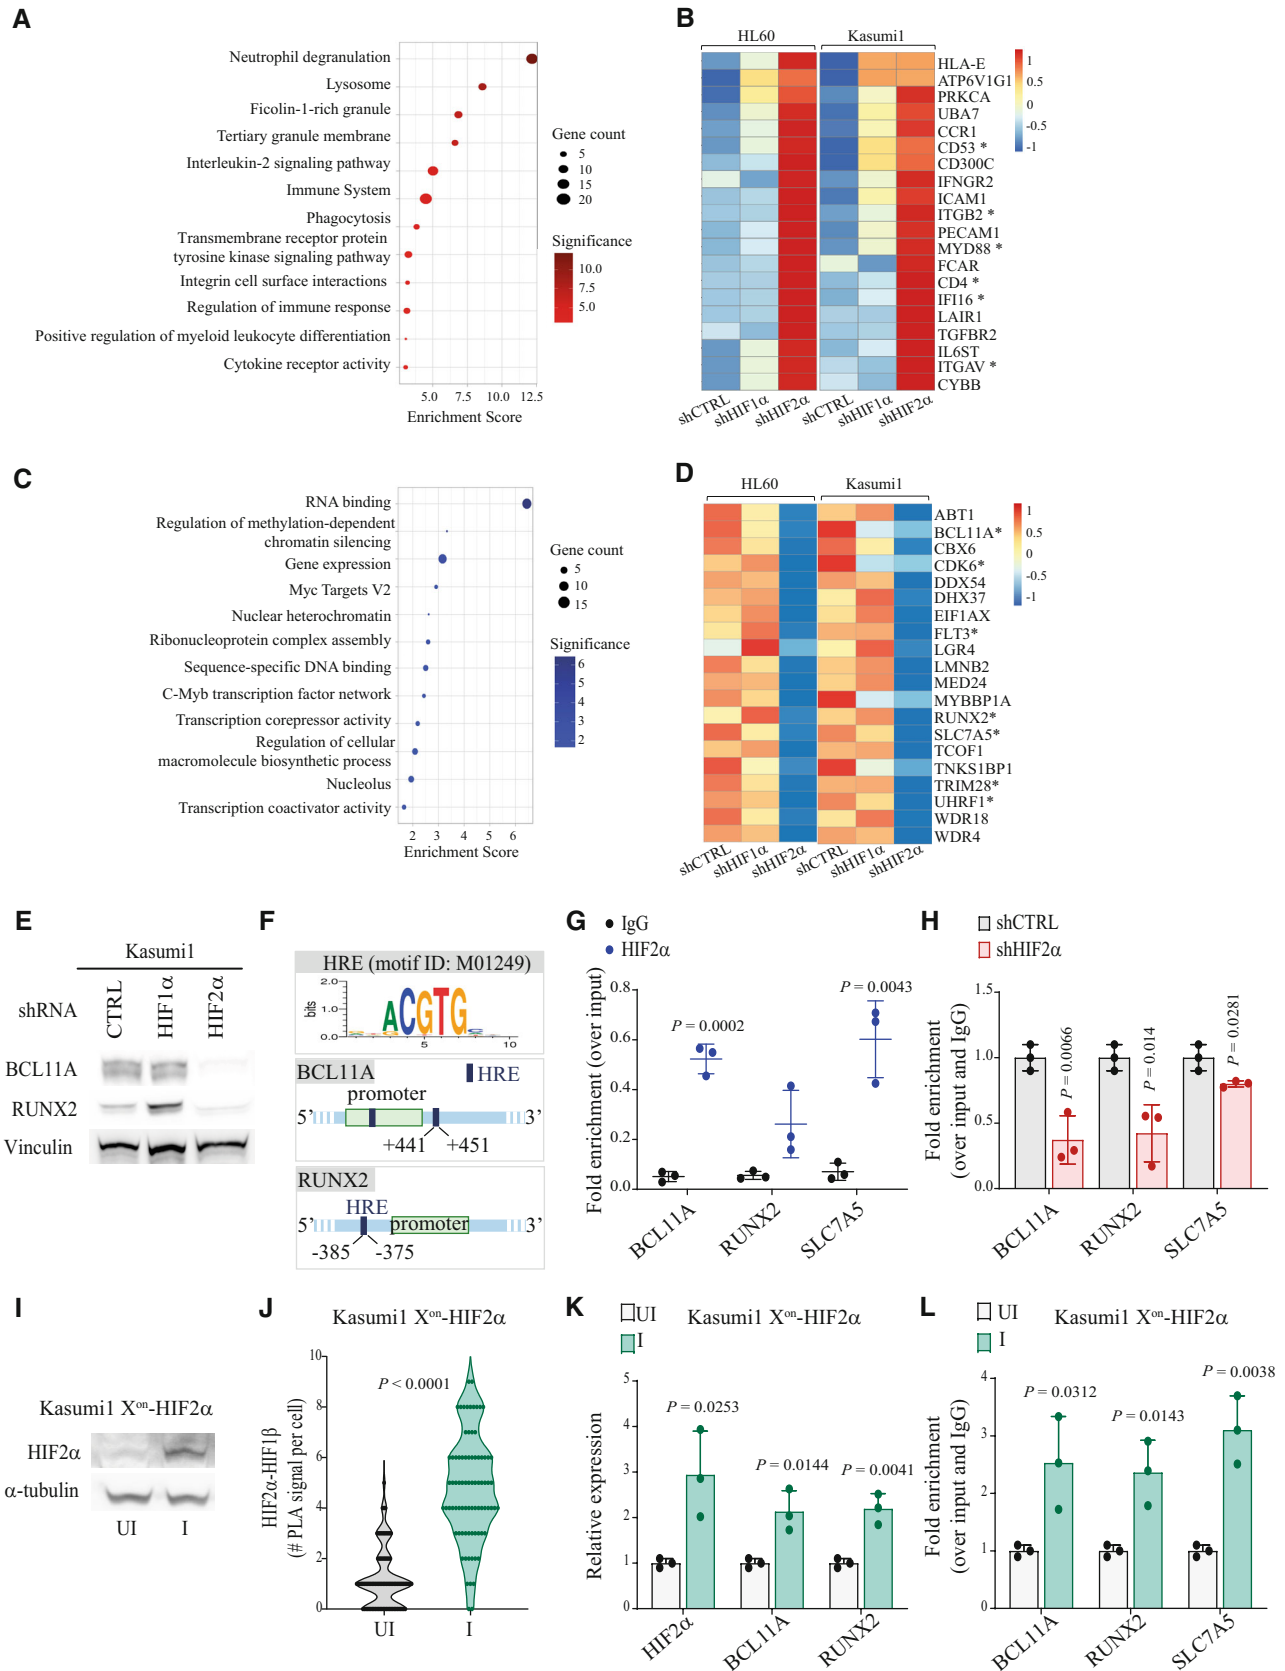 A
Neutrophil degranulation
Lysosome
Ficolin-1-rich granule
Tertiary granule membrane
Interleukin-2 signaling pathway
Immune System
Phagocytosis
Transmembrane receptor protein
tyrosine kinase signaling pathway
Integrin cell surface interactions
Regulation of immune response
Positive regulation of myeloid leukocyte differentiation
Cytokine receptor activity
5.0 7.5 10.0 12.5
Enrichment Score
Gene count
5
10
15
20
Significance
10.0
7.5
5.0
B
HL60 Kasumi1
HLA-E
ATP6V1G1
PRKCA
UBA7
CCR1
CD53 *
CD300C
IFNGR2
ICAM1
ITGB2 *
PECAM1
MYD88 *
FCAR
CD4 *
IFI16 *
LAIR1
TGFBR2
IL6ST
ITGAV *
CYBB
shCTRL shHIF1α shHIF2α shCTRL shHIF1α shHIF2α
1
0.5
0
-0.5
-1
C
RNA binding
Regulation of methylation-dependent
chromatin silencing
Gene expression
Myc Targets V2
Nuclear heterochromatin
Ribonucleoprotein complex assembly
Sequence-specific DNA binding
C-Myb transcription factor network
Transcription corepressor activity
Regulation of cellular
macromolecule biosynthetic process
Nucleolus
Transcription coactivator activity
2 3 4 5 6
Enrichment Score
Gene count
5
10
15
Significance
6
5
4
3
2
D
HL60 Kasumi1
ABT1
BCL11A*
CBX6
CDK6*
DDX54
DHX37
EIF1AX
FLT3*
LGR4
LMNB2
MED24
MYBBP1A
RUNX2*
SLC7A5*
TCOF1
TNKS1BP1
TRIM28*
UHRF1*
WDR18
WDR4
shCTRL shHIF1α shHIF2α shCTRL shHIF1α shHIF2α
1
0.5
0
-0.5
-1
E
Kasumi1
shRNA CTRL HIF1α HIF2α
BCL11A
RUNX2
Vinculin
F
HRE (motif ID: M01249)
bits
2.0
1.0
0.0
ACGTG
5 10
BCL11A
HRE
promoter
5’ 3’
+441 +451
RUNX2
HRE
promoter
5’ 3’
-385 -375
G
IgG
HIF2α
Fold enrichment (over input)
0.8
0.6
0.4
0.2
0.0
P = 0.0002
P = 0.0043
BCL11A RUNX2 SLC7A5
H
shCTRL
shHIF2α
Fold enrichment
(over input and IgG)
1.5
1.0
0.5
0.0
P = 0.0066
P = 0.014
P = 0.0281
BCL11A RUNX2 SLC7A5
I
Kasumi1 Xon-HIF2α
HIF2α
α-tubulin
UI I
J
Kasumi1 Xon-HIF2α
HIF2α-HIF1β
(# PLA signal per cell)
10
8
6
4
2
0
P < 0.0001
UI I
K
UI
I
Kasumi1 Xon-HIF2α
Relative expression
5
4
3
2
1
0
P = 0.0253
P = 0.0144
P = 0.0041
HIF2α BCL11A RUNX2
L
UI
I
Kasumi1 Xon-HIF2α
Fold enrichment
(over input and IgG)
4
3
2
1
0
P = 0.0312
P = 0.0143
P = 0.0038
BCL11A RUNX2 SLC7A5